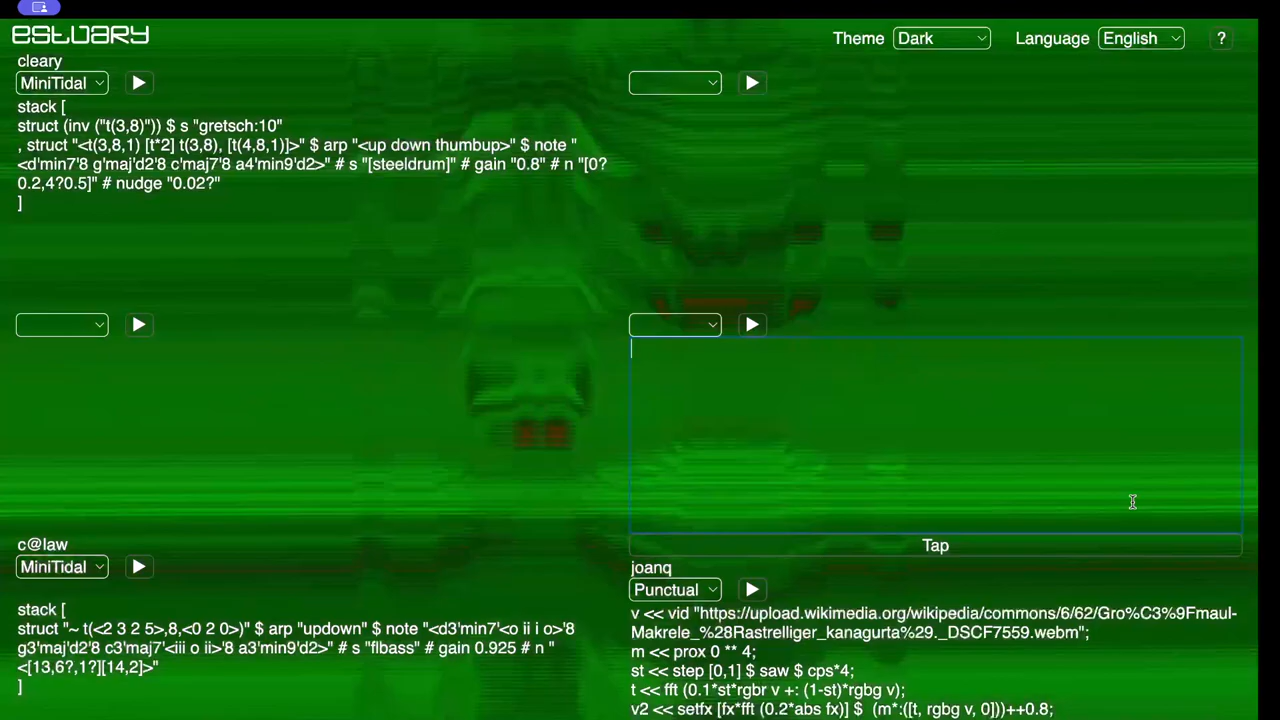 estuary
Theme Dark Language English ?
cleary
MiniTidal
stack [
struct (inv ("t(3,8)")) $ s "gretsch:10"
, struct "<t(3,8,1) [t*2] t(3,8), [t(4,8,1)]>" $ arp "<up down thumbup>" $ note "
<d'min7'8 g'maj'd2'8 c'maj7'8 a4'min9'd2>" # s "[steeldrum]" # gain "0.8" # n "[0?
0.2,4?0.5]" # nudge "0.02?"
]
c@law
MiniTidal
stack [
struct "~ t(<2 3 2 5>,8,<0 2 0>)" $ arp "updown" $ note "<d3'min7'<o ii i o>'8
g3'maj'd2'8 c3'maj7'<iii o ii>'8 a3'min9'd2>" # s "flbass" # gain 0.925 # n "
<[13,6?,1?][14,2]>"
]
Tap
joanq
Punctual
v << vid "https://upload.wikimedia.org/wikipedia/commons/6/62/Gro%C3%9Fmaul-
Makrele_%28Rastrelliger_kanagurta%29._DSCF7559.webm";
m << prox 0 ** 4;
st << step [0,1] $ saw $ cps*4;
t << fft (0.1*st*rgbr v +: (1-st)*rgbg v);
v2 << setfx [fx*fft (0.2*abs fx)] $ (m*:([t, rgbg v, 0]))++0.8;